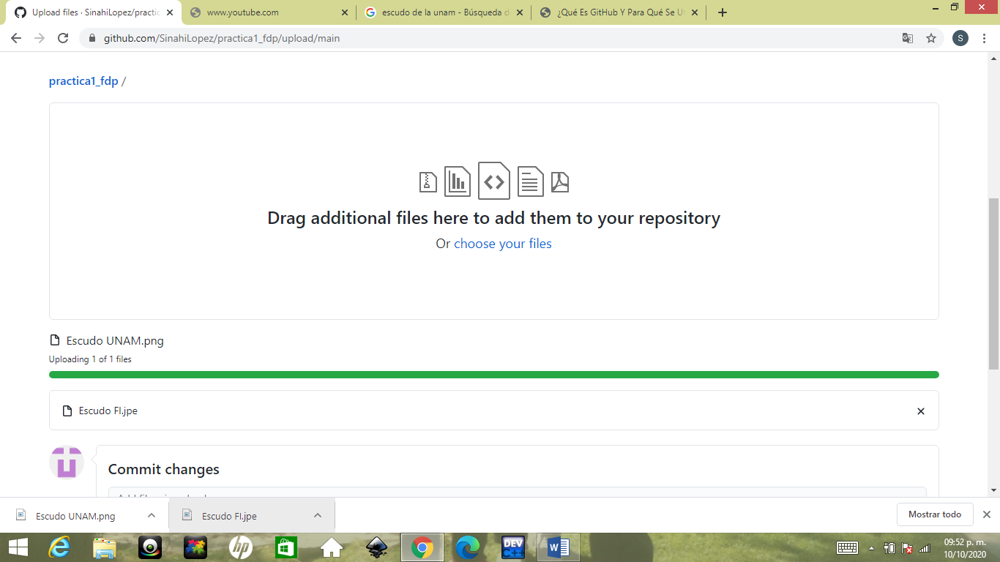 Upload files · SinahiLopez/practic
www.youtube.com
escudo de la unam - Búsqueda d
¿Qué Es GitHub Y Para Qué Se U
github.com/SinahiLopez/practica1_fdp/upload/main
S
practica1_fdp /
Drag additional files here to add them to your repository
Or choose your files
Escudo UNAM.png
Uploading 1 of 1 files
Escudo FI.jpe
Commit changes
Escudo UNAM.png
Escudo FI.jpe
Mostrar todo
hp
DEV
C++
09:52 p. m.
10/10/2020